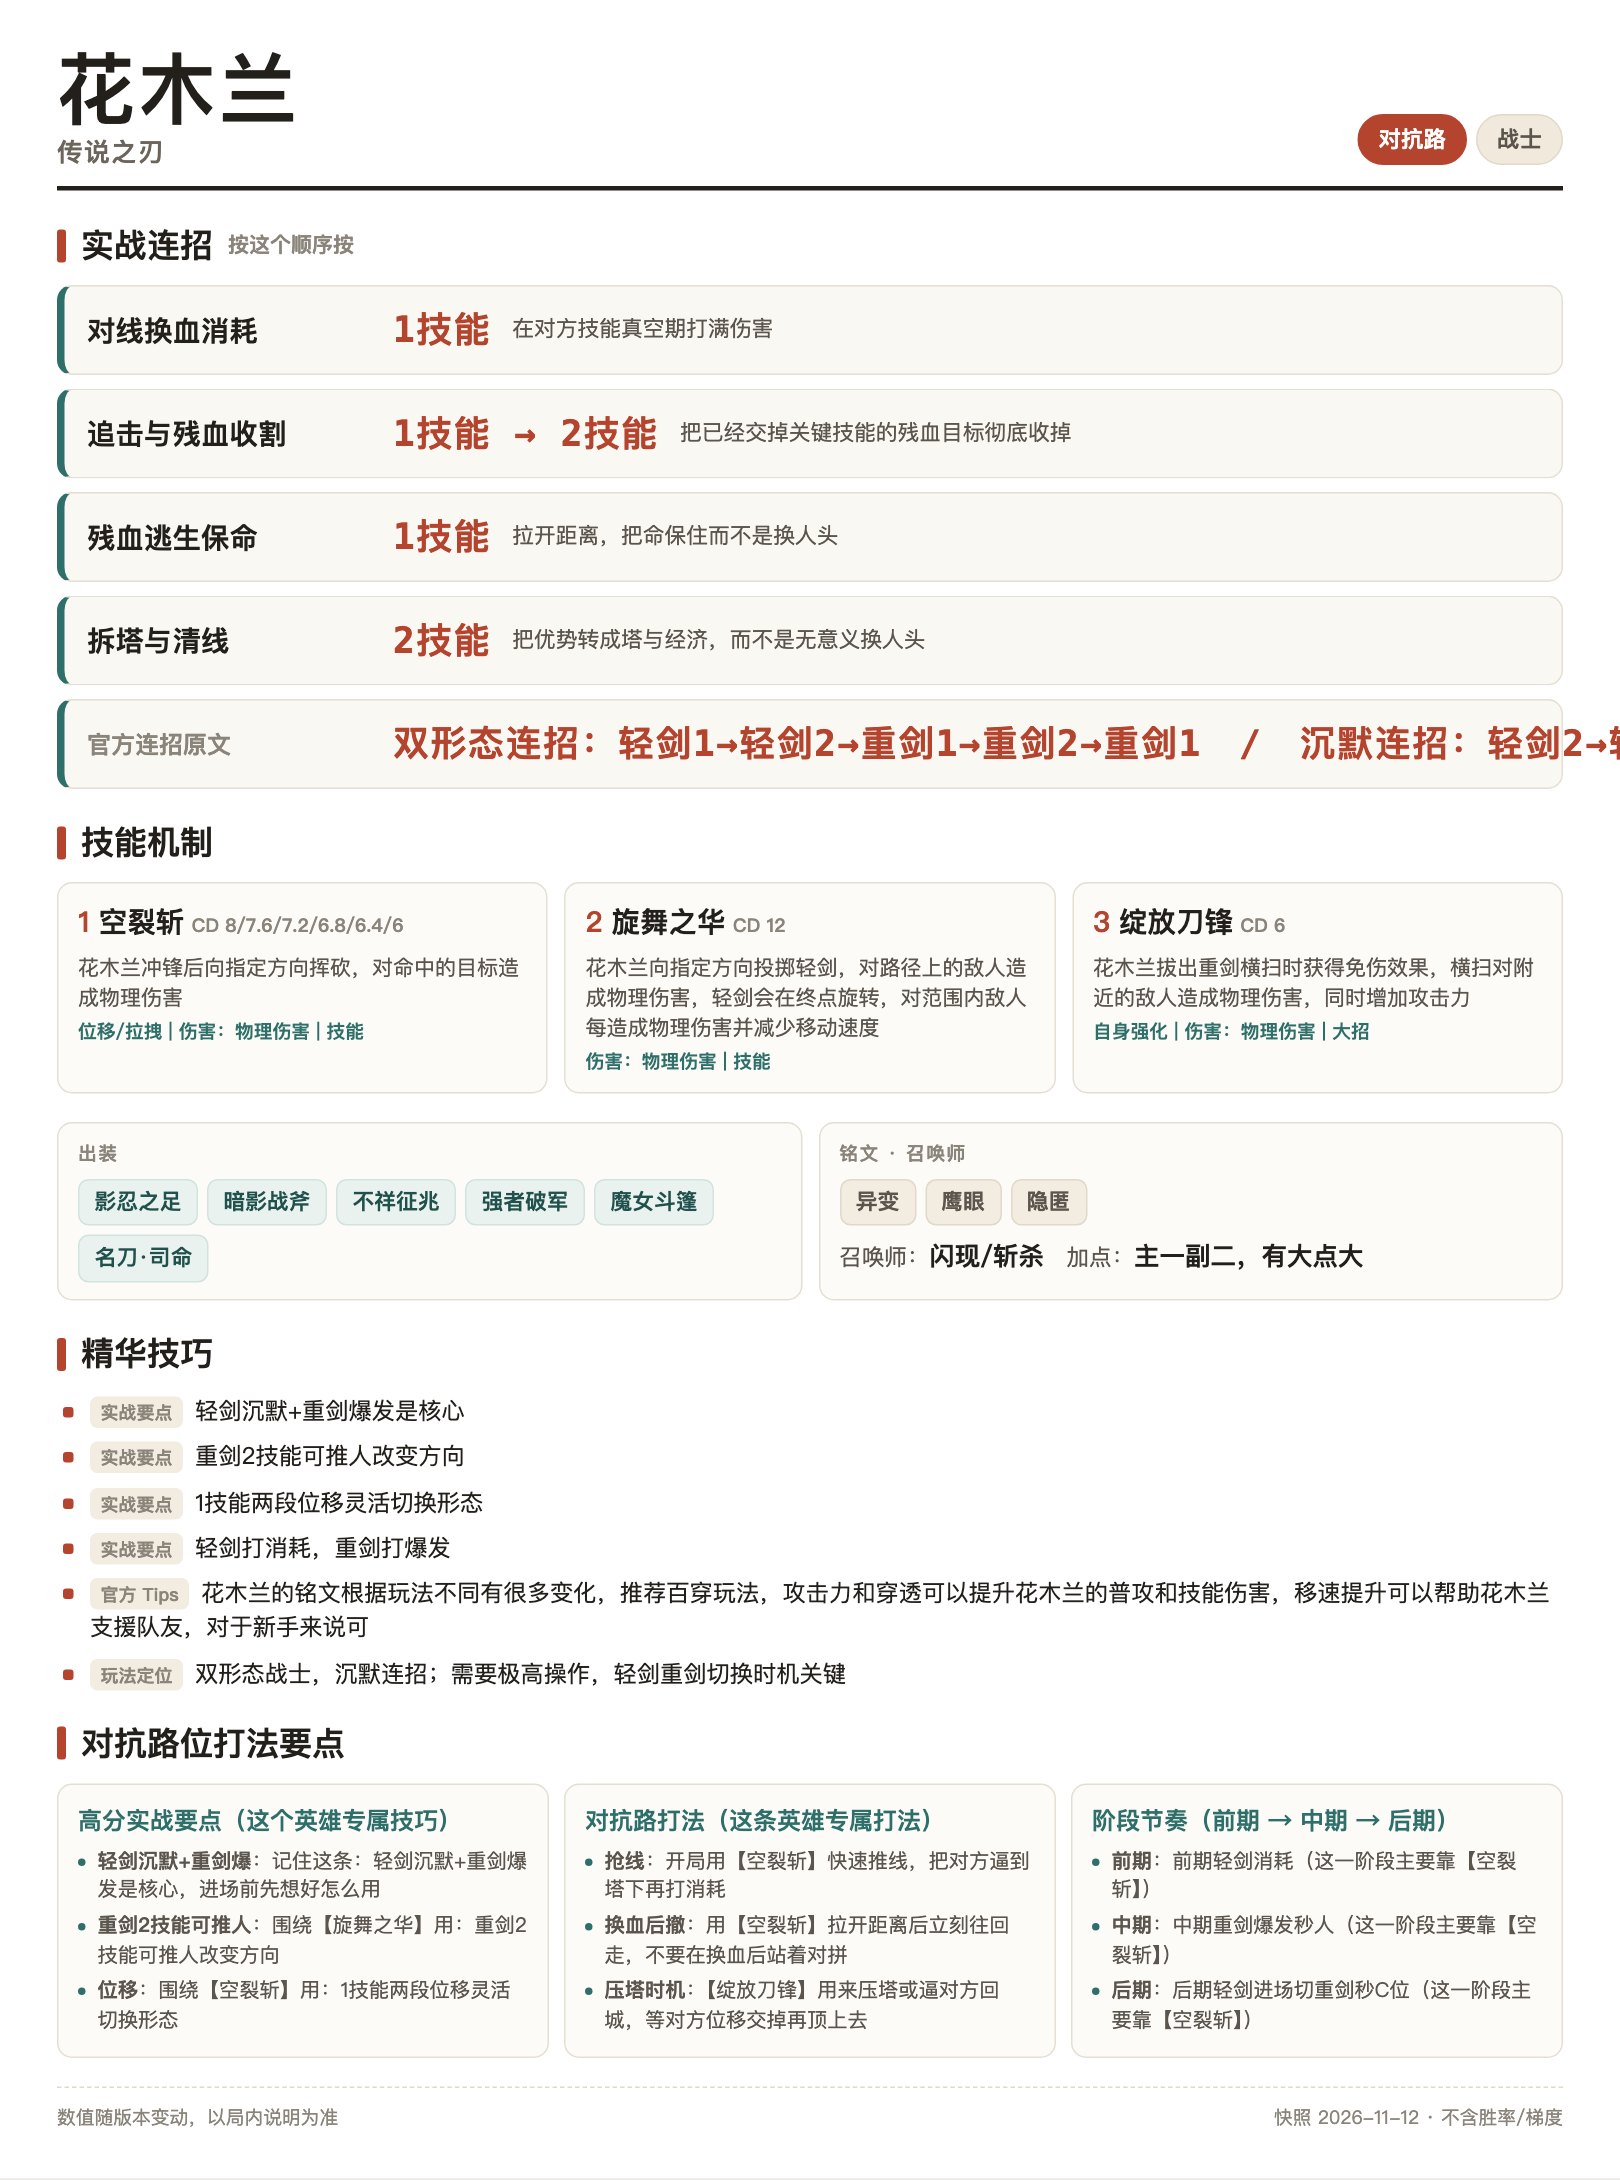 花木兰
传说之刃
对抗路 战士
实战连招 按这个顺序按
对线换血消耗 1技能 在对方技能真空期打满伤害
追击与残血收割 1技能 → 2技能 把已经交掉关键技能的残血目标彻底收掉
残血逃生保命 1技能 拉开距离，把命保住而不是换人头
拆塔与清线 2技能 把优势转成塔与经济，而不是无意义换人头
官方连招原文 双形态连招：轻剑1→轻剑2→重剑1→重剑2→重剑1 / 沉默连招：轻剑2→
技能机制
1 空裂斩 CD 8/7.6/7.2/6.8/6.4/6
花木兰冲锋后向指定方向挥砍，对命中的目标造
成物理伤害
位移/拉拽 | 伤害：物理伤害 | 技能
2 旋舞之华 CD 12
花木兰向指定方向投掷轻剑，对路径上的敌人造
成物理伤害，轻剑会在终点旋转，对范围内敌人
每造成物理伤害并减少移动速度
伤害：物理伤害 | 技能
3 绽放刀锋 CD 6
花木兰拔出重剑横扫时获得免伤效果，横扫对附
近的敌人造成物理伤害，同时增加攻击力
自身强化 | 伤害：物理伤害 | 大招
出装
影忍之足 暗影战斧 不祥征兆 强者破军 魔女斗篷
名刀·司命
铭文 · 召唤师
异变 鹰眼 隐匿
召唤师：闪现/斩杀 加点：主一副二，有大点大
精华技巧
实战要点 轻剑沉默+重剑爆发是核心
实战要点 重剑2技能可推人改变方向
实战要点 1技能两段位移灵活切换形态
实战要点 轻剑打消耗，重剑打爆发
官方 Tips 花木兰的铭文根据玩法不同有很多变化，推荐百穿玩法，攻击力和穿透可以提升花木兰的普攻和技能伤害，移速提升可以帮助花木兰
支援队友，对于新手来说可
玩法定位 双形态战士，沉默连招；需要极高操作，轻剑重剑切换时机关键
对抗路位打法要点
高分实战要点（这个英雄专属技巧）
轻剑沉默+重剑爆：记住这条：轻剑沉默+重剑爆
发是核心，进场前先想好怎么用
重剑2技能可推人：围绕【旋舞之华】用：重剑2
技能可推人改变方向
位移：围绕【空裂斩】用：1技能两段位移灵活
切换形态
对抗路打法（这条英雄专属打法）
抢线：开局用【空裂斩】快速推线，把对方逼到
塔下再打消耗
换血后撤：用【空裂斩】拉开距离后立刻往回
走，不要在换血后站着对拼
压塔时机：【绽放刀锋】用来压塔或逼对方回
城，等对方位移交掉再顶上去
阶段节奏（前期 → 中期 → 后期）
前期：前期轻剑消耗（这一阶段主要靠【空裂
斩】）
中期：中期重剑爆发秒人（这一阶段主要靠【空
裂斩】）
后期：后期轻剑进场切重剑秒C位（这一阶段主
要靠【空裂斩】）
数值随版本变动，以局内说明为准
快照 2026-11-12 · 不含胜率/梯度